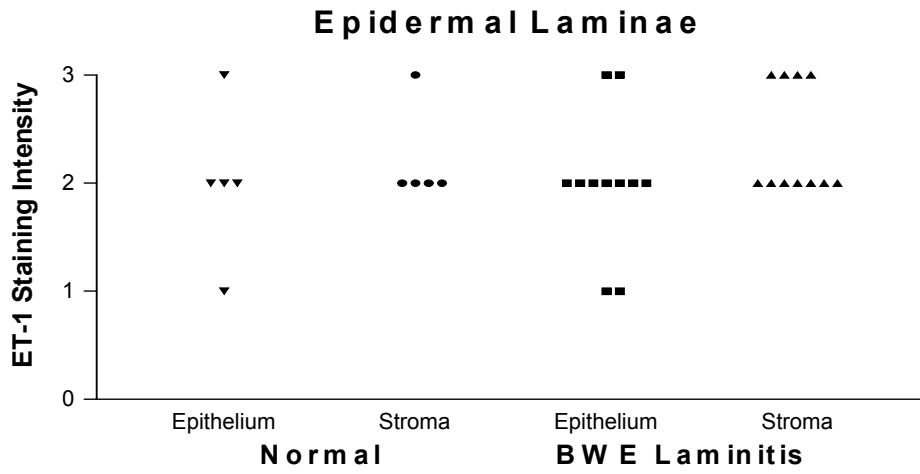 Epidermal Laminae
ET-1 Staining Intensity
3
2
1
0
Epithelium Stroma Epithelium Stroma
Normal BWE Laminitis